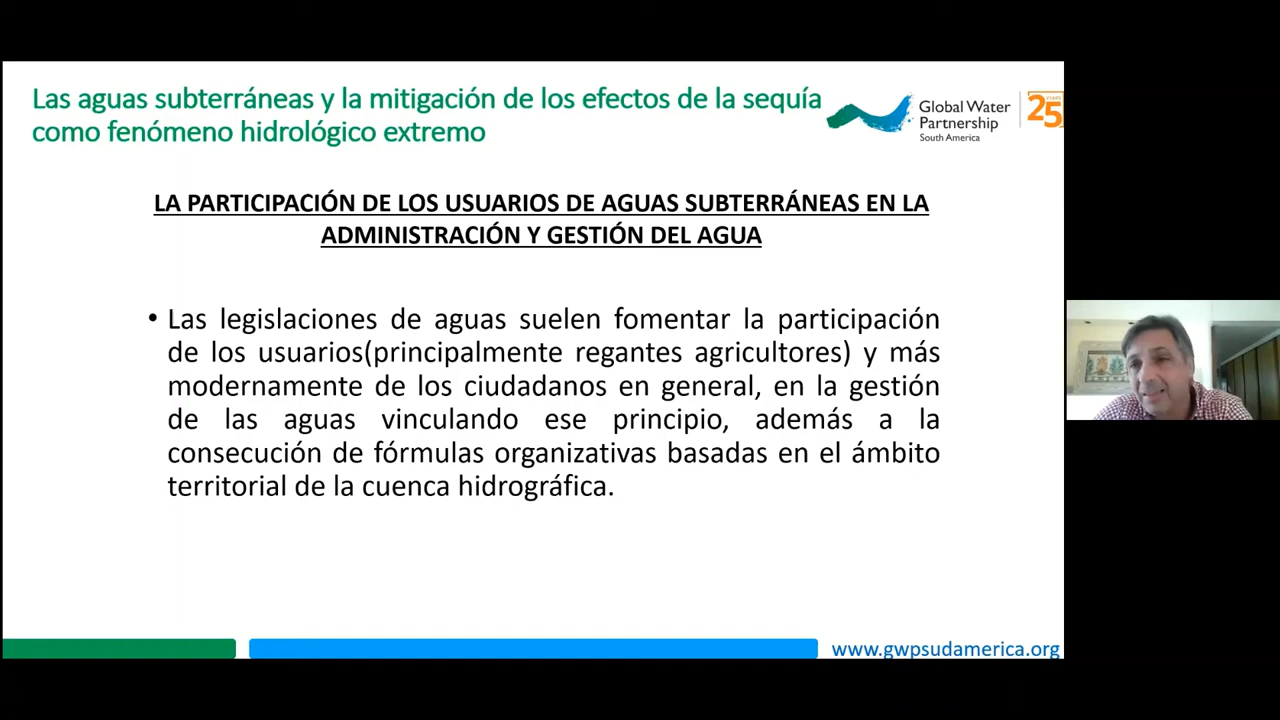 Las aguas subterráneas y la mitigación de los efectos de la sequía
como fenómeno hidrológico extremo
Global Water
Partnership
South America
25
YEARS
LA PARTICIPACIÓN DE LOS USUARIOS DE AGUAS SUBTERRÁNEAS EN LA
ADMINISTRACIÓN Y GESTIÓN DEL AGUA
• Las legislaciones de aguas suelen fomentar la participación
de los usuarios(principalmente regantes agricultores) y más
modernamente de los ciudadanos en general, en la gestión
de las aguas vinculando ese principio, además a la
consecución de fórmulas organizativas basadas en el ámbito
territorial de la cuenca hidrográfica.
www.gwpsudamerica.org